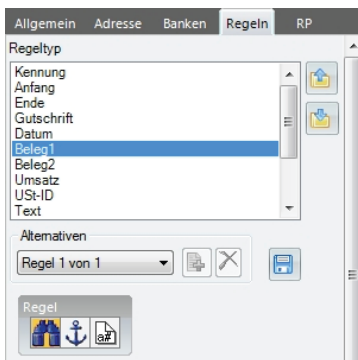 Allgemein Adresse Banken Regeln RP
Regeltyp
Kennung
Anfang
Ende
Gutschrift
Datum
Beleg1
Beleg2
Umsatz
USt-ID
Text
Alternativen
Regel 1 von 1
Regel
a#